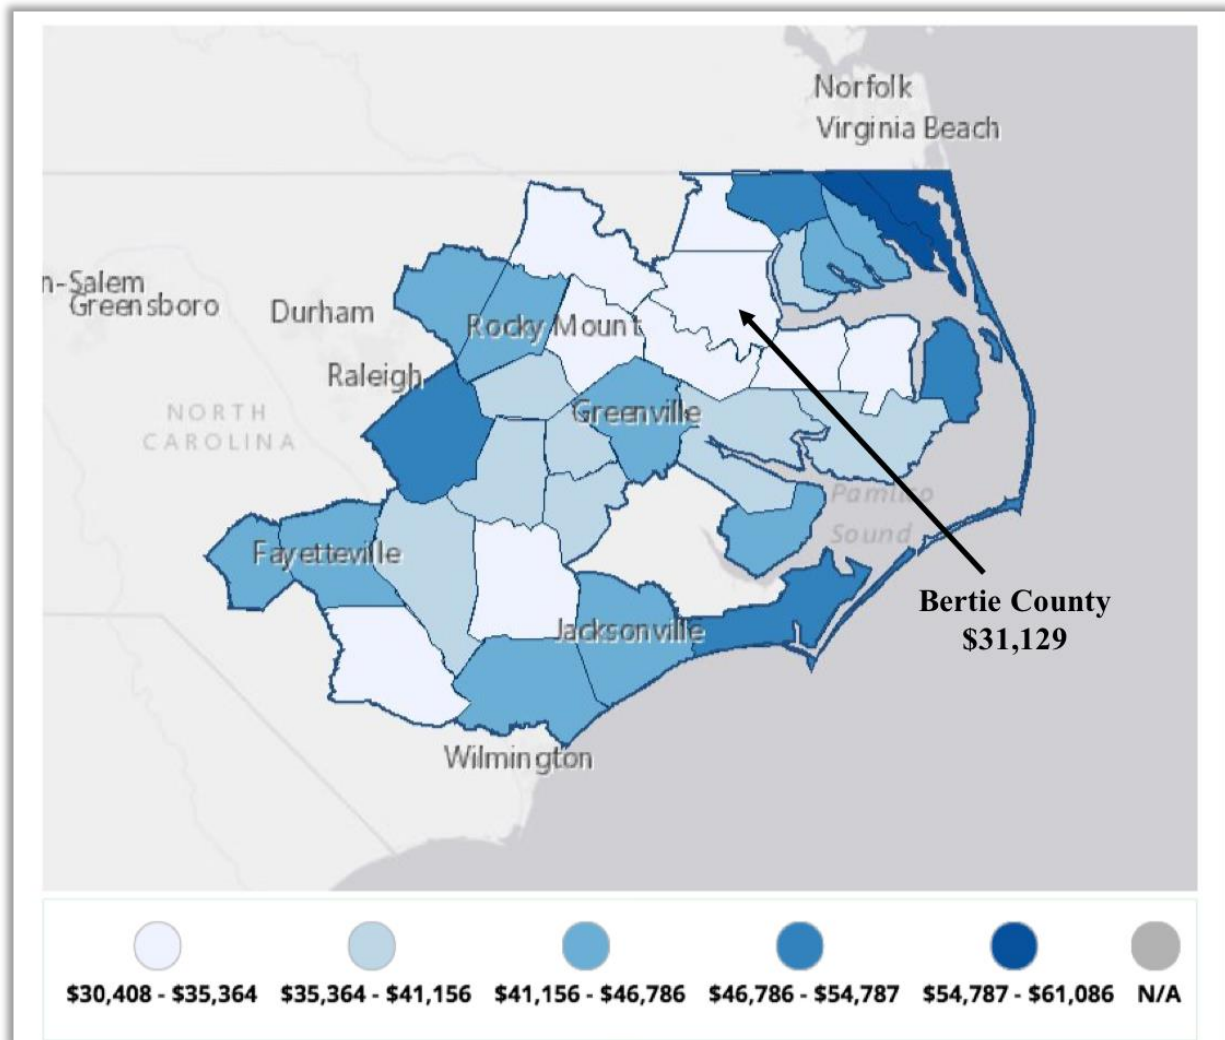 Norfolk
Virginia Beach
n-Salem
Greensboro
Durham
Rocky Mount
Raleigh
NORTH
CAROLINA
Greenville
Pamlico
Sound
Fayetteville
Bertie County
$31,129
Jacksonville
Wilmington
$30,408 - $35,364
$35,364 - $41,156
$41,156 - $46,786
$46,786 - $54,787
$54,787 - $61,086
N/A